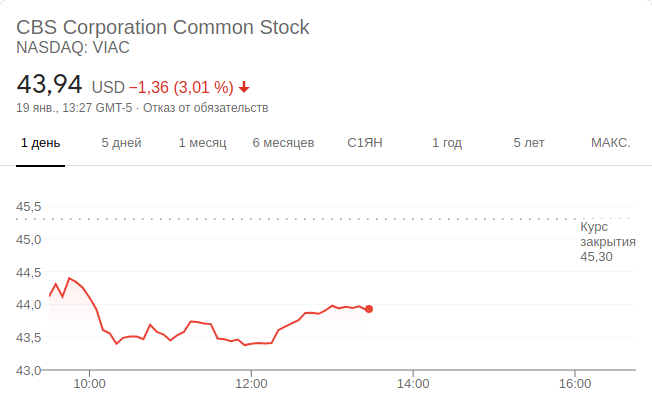 CBS Corporation Common Stock
NASDAQ: VIAC
43,94 USD −1,36 (3,01 %)
19 янв., 13:27 GMT-5 · Отказ от обязательств
1 день 5 дней 1 месяц 6 месяцев С1ЯН 1 год 5 лет МАКС.
45,5
Курс
закрытия
45,30
45,0
44,5
44,0
43,5
43,0
10:00 12:00 14:00 16:00